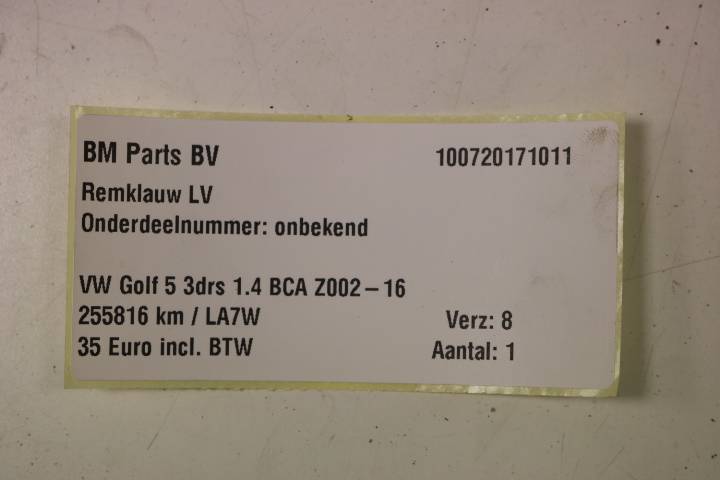 BM Parts BV 100720171011
Remklauw LV
Onderdeelnummer: onbekend
VW Golf 5 3drs 1.4 BCA Z002-16
255816 km / LA7W Verz: 8
35 Euro incl. BTW Aantal: 1